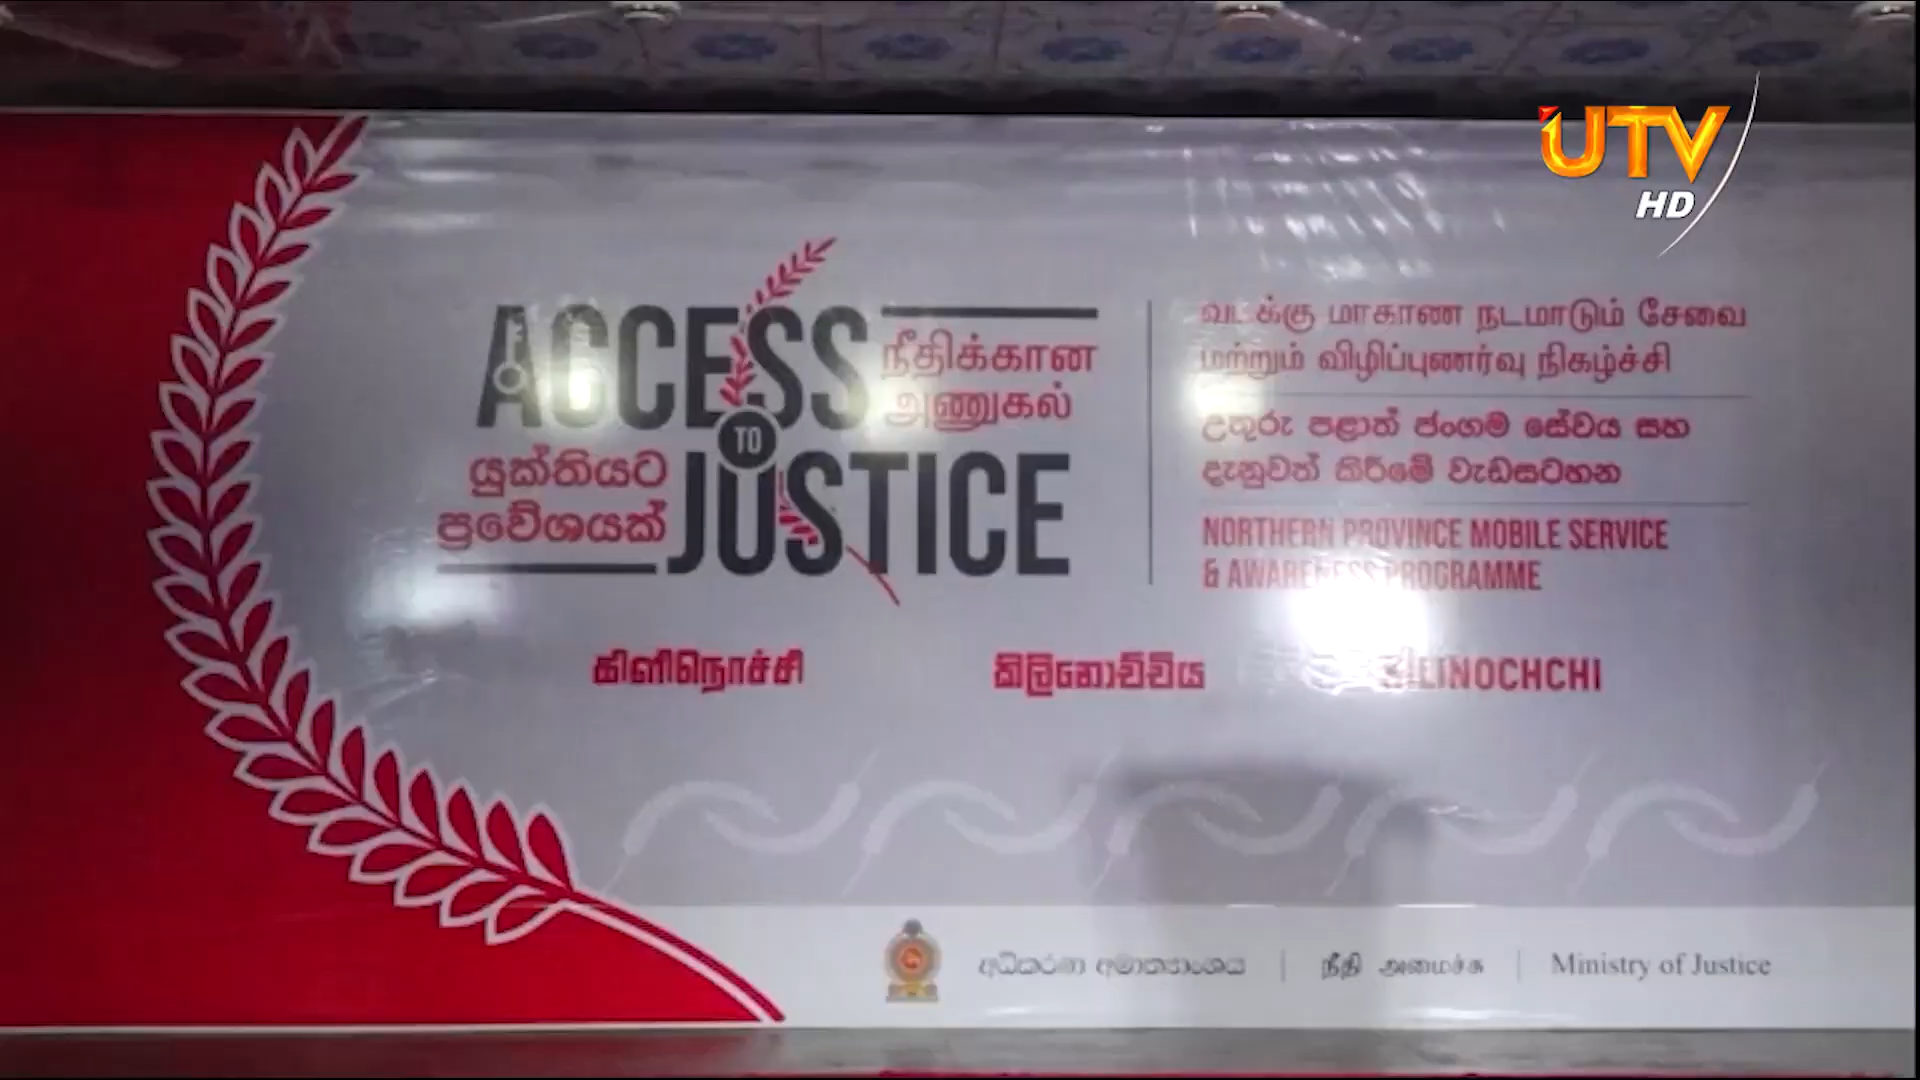 UTV
HD
ACCESS
நீதிக்கான
அணுகல்
TO
යුක්තියට
ප්‍රවේශයක්
JUSTICE
வடக்கு மாகாண நடமாடும் சேவை
மற்றும் விழிப்புணர்வு நிகழ்ச்சி
උතුරු පළාත් ජංගම සේවය සහ
දැනුවත් කිරීමේ වැඩසටහන
NORTHERN PROVINCE MOBILE SERVICE
& AWARENESS PROGRAMME
கிளிநொச்சி
කිලිනොච්චිය
KILINOCHCHI
අධිකරණ අමාත්‍යාංශය
நீதி அமைச்சு
Ministry of Justice